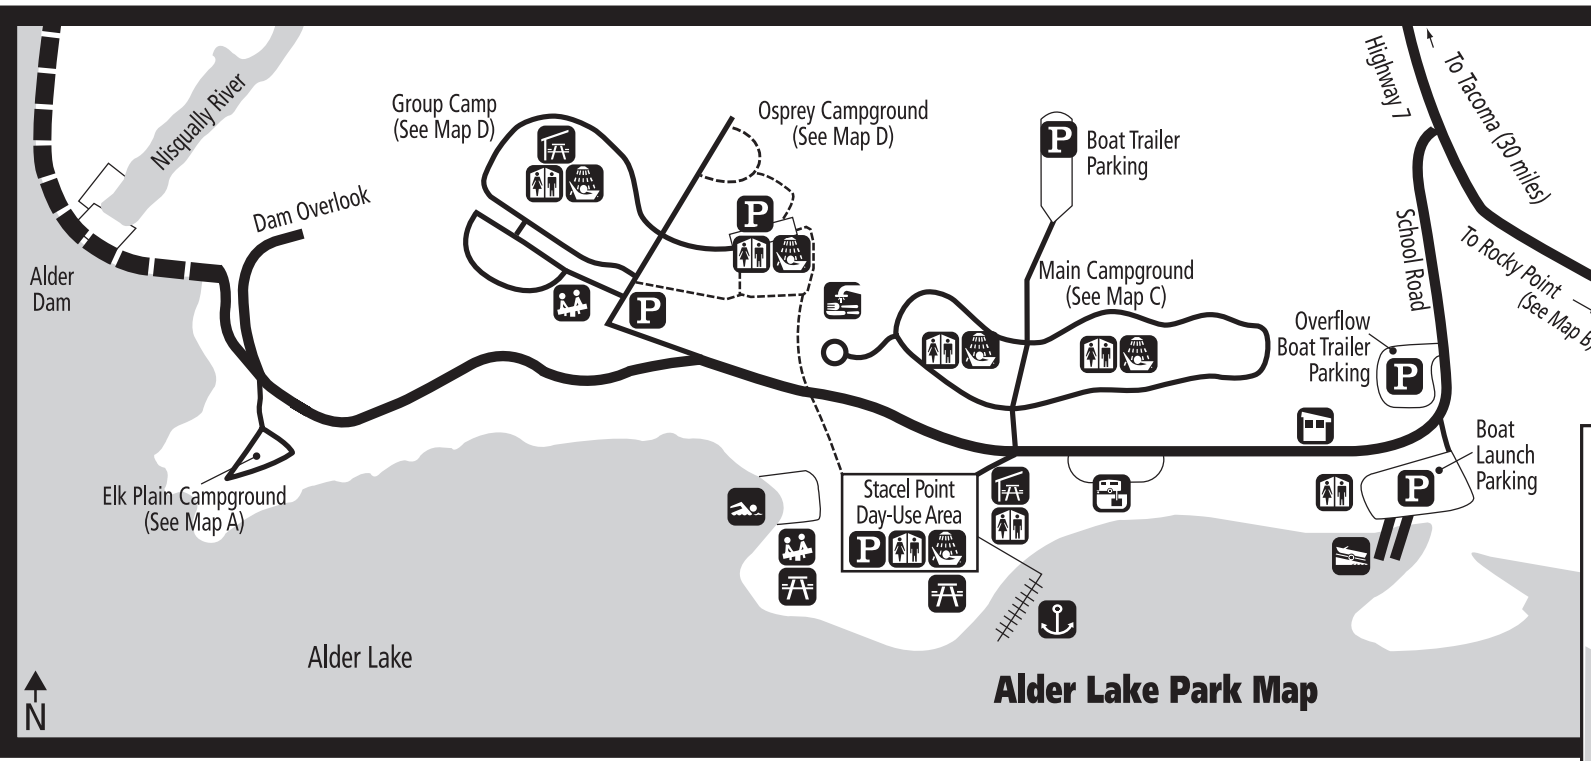 Nisqually River
Group Camp
(See Map D)
Osprey Campground
(See Map D)
P
Boat Trailer
Parking
Highway 7
To Tacoma (30 miles)
Dam Overlook
P
School Road
To Rocky Point
(See Map B)
Alder
Dam
P
Main Campground
(See Map C)
Overflow
Boat Trailer
Parking
P
Boat
Launch
Parking
P
Elk Plain Campground
(See Map A)
Stacel Point
Day-Use Area
P
Alder Lake
Alder Lake Park Map
N